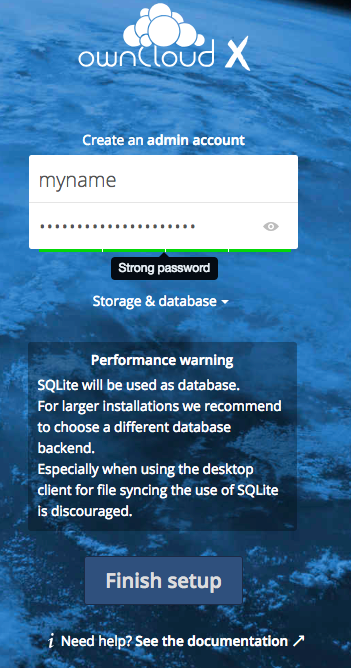 ownCloud X
Create an admin account
myname
•••••••••••••••••••••
Strong password
Storage & database
Performance warning
SQLite will be used as database.
For larger installations we recommend
to choose a different database
backend.
Especially when using the desktop
client for file syncing the use of SQLite
is discouraged.
Finish setup
i Need help? See the documentation ↗